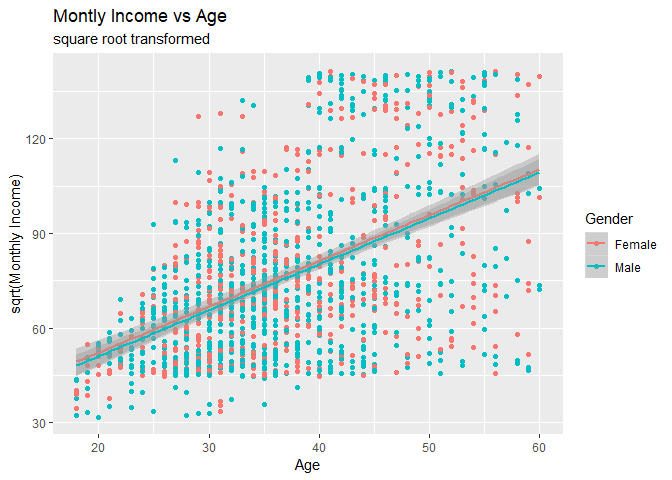 Montly Income vs Age
square root transformed
120
90
60
30
sqrt(Monthly Income)
20 30 40 50 60
Age
Gender
Female
Male